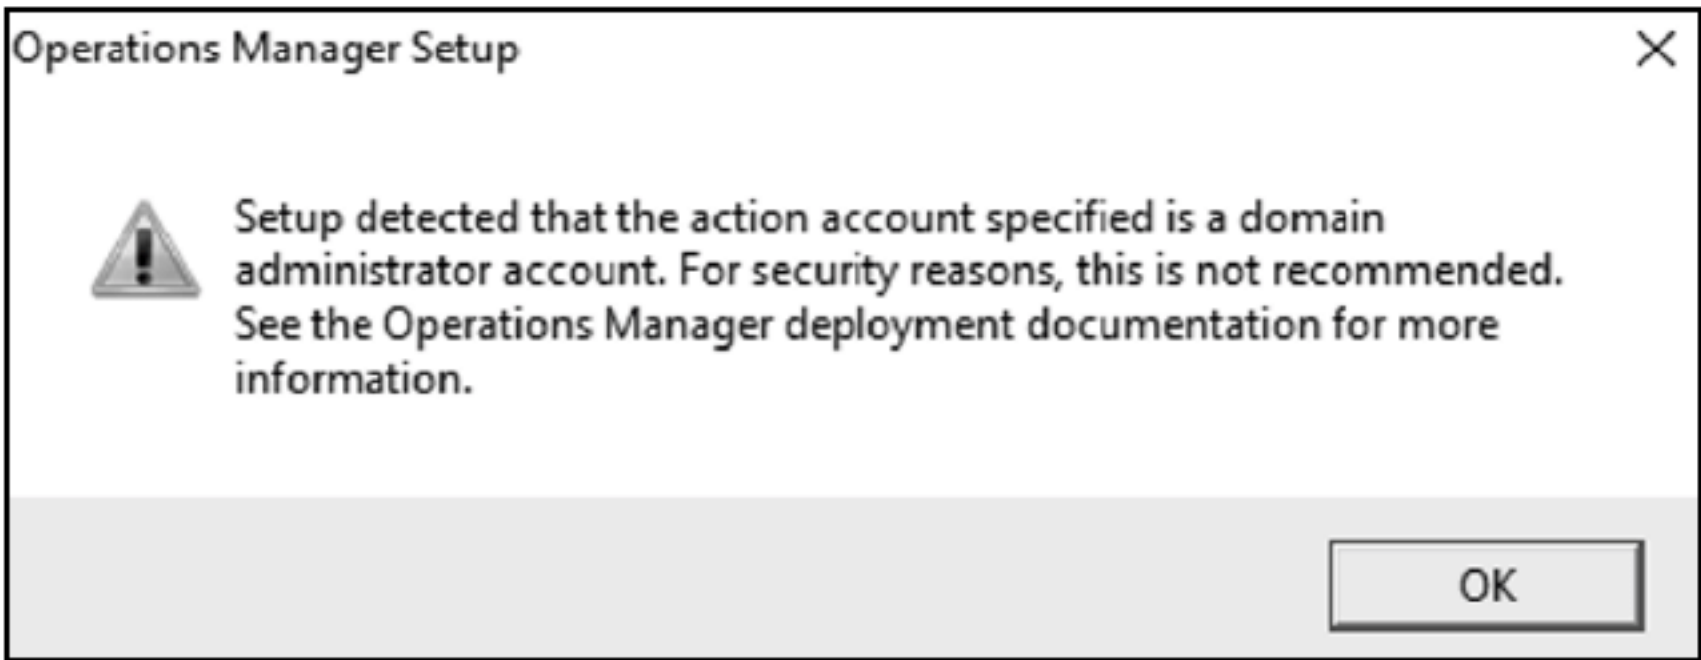 Operations Manager Setup
Setup detected that the action account specified is a domain
administrator account. For security reasons, this is not recommended.
See the Operations Manager deployment documentation for more
information.
OK